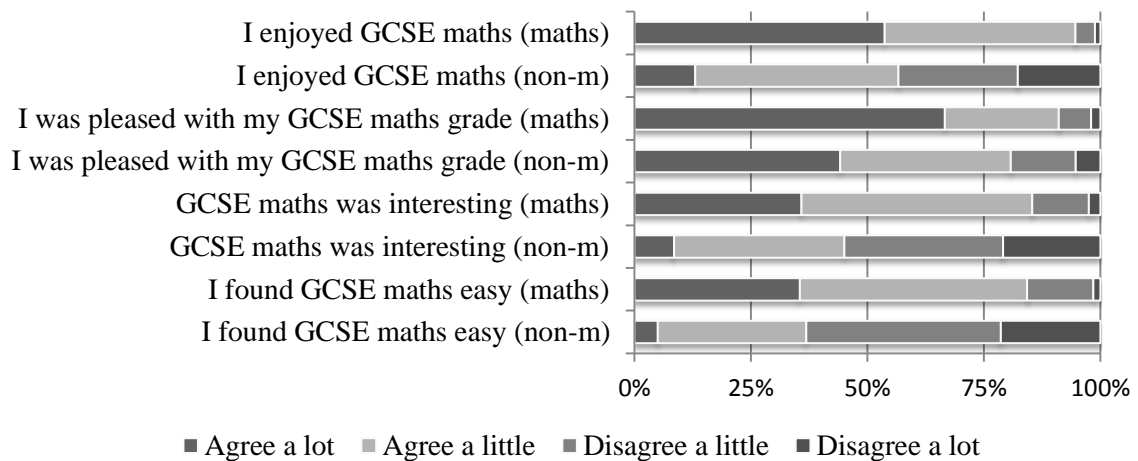 I enjoyed GCSE maths (maths)
I enjoyed GCSE maths (non-m)
I was pleased with my GCSE maths grade (maths)
I was pleased with my GCSE maths grade (non-m)
GCSE maths was interesting (maths)
GCSE maths was interesting (non-m)
I found GCSE maths easy (maths)
I found GCSE maths easy (non-m)
0% 25% 50% 75% 100%
Agree a lot Agree a little Disagree a little Disagree a lot